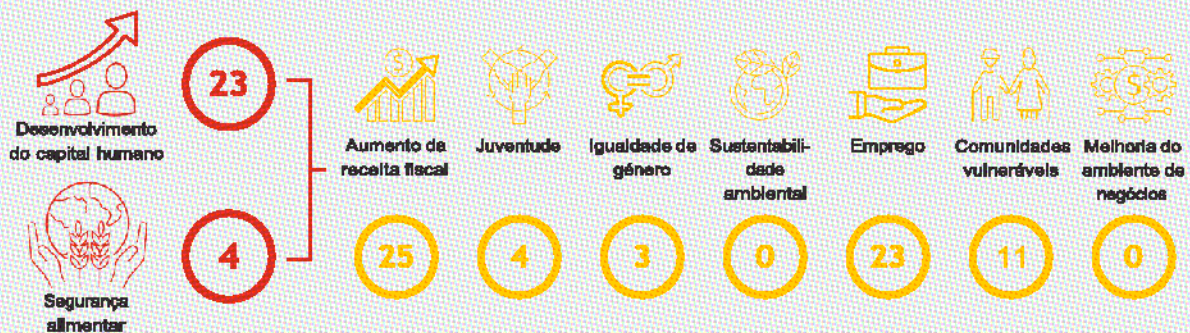 23
Desenvolvimento
do capital humano
4
Segurança
alimentar
$
Aumento da
receita fiscal
25
Juventude
4
Igualdade de
género
3
Sustentabili-
dade
ambiental
0
Emprego
23
Comunidades
vulneráveis
11
$
Melhoria do
ambiente de
negócios
0